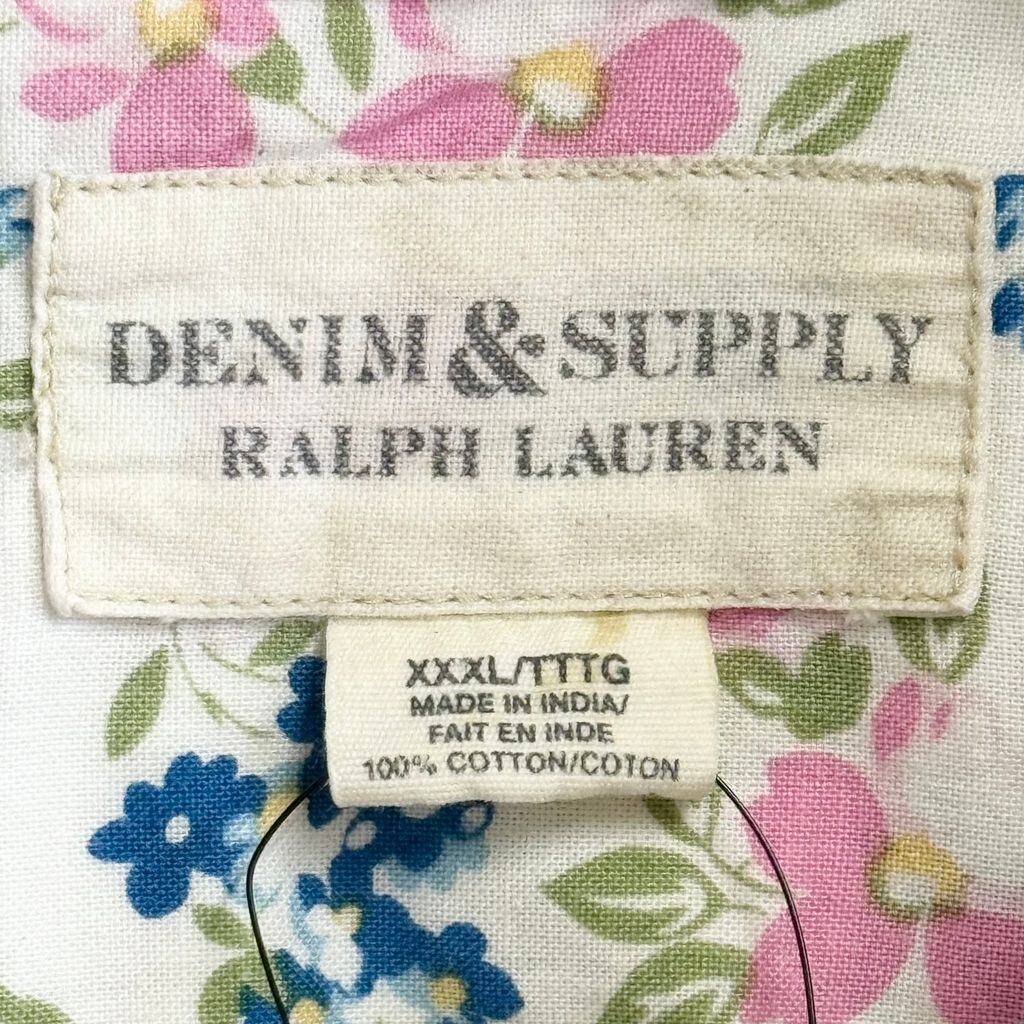 DENIM & SUPPLY
RALPH LAUREN
XXXL/TTTG
MADE IN INDIA/
FAIT EN INDE
100% COTTON/COTON